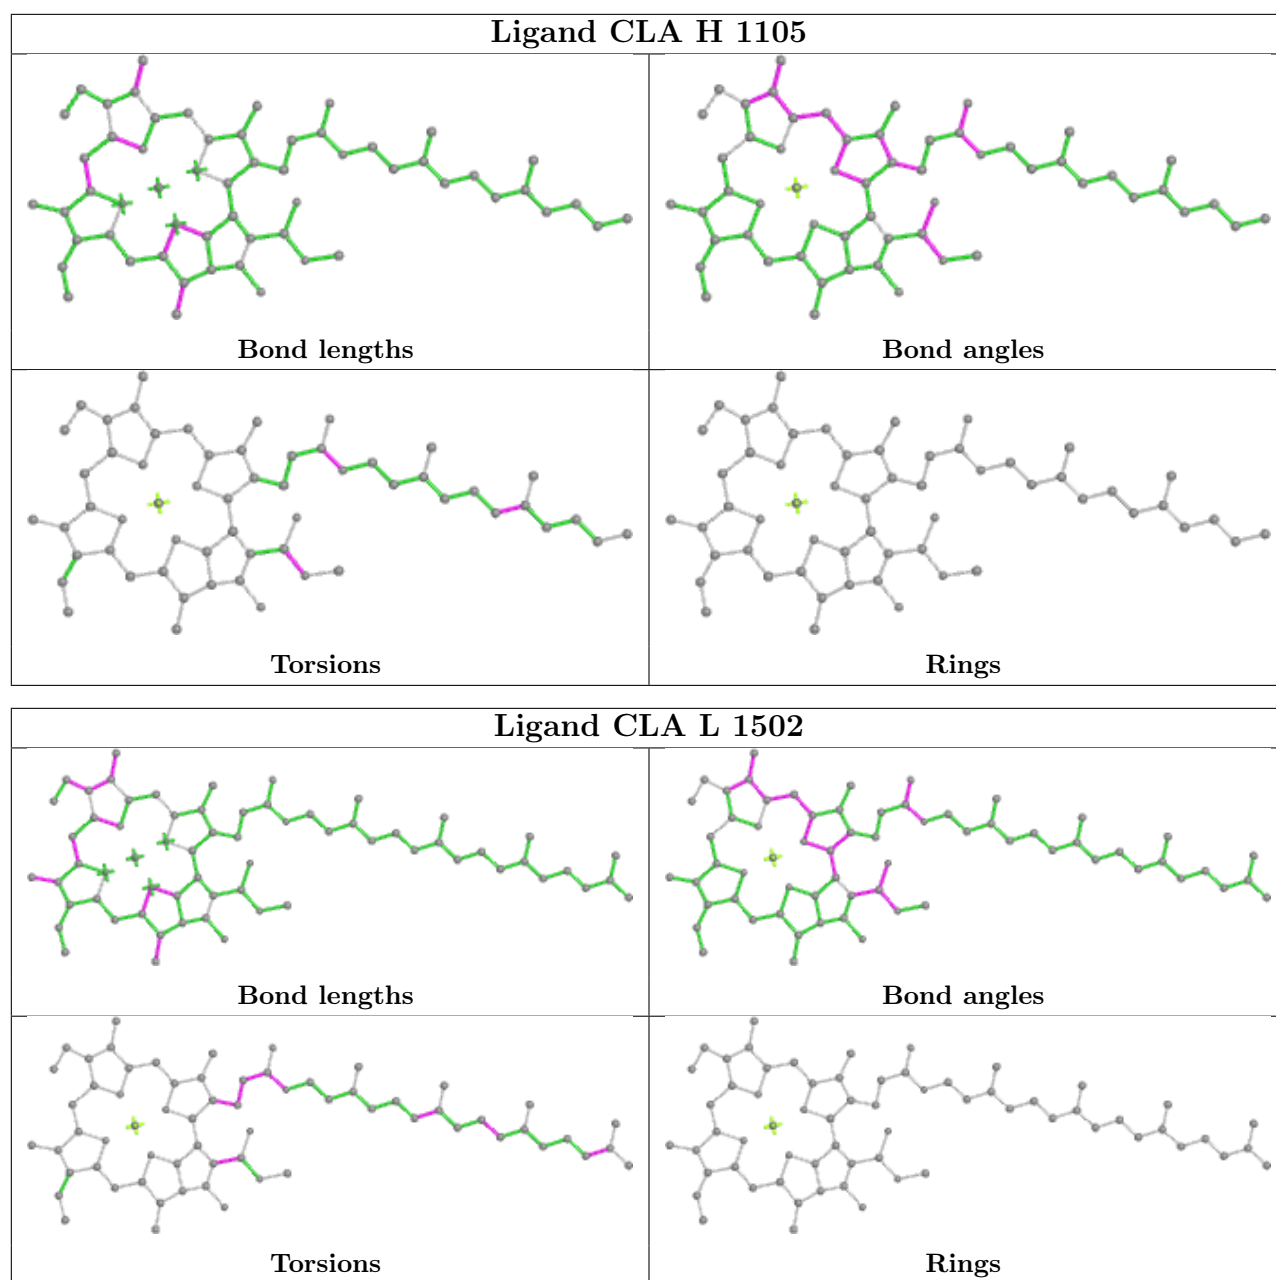 Ligand CLA H 1105
Bond lengths
Bond angles
Torsions
Rings
Ligand CLA L 1502
Bond lengths
Bond angles
Torsions
Rings